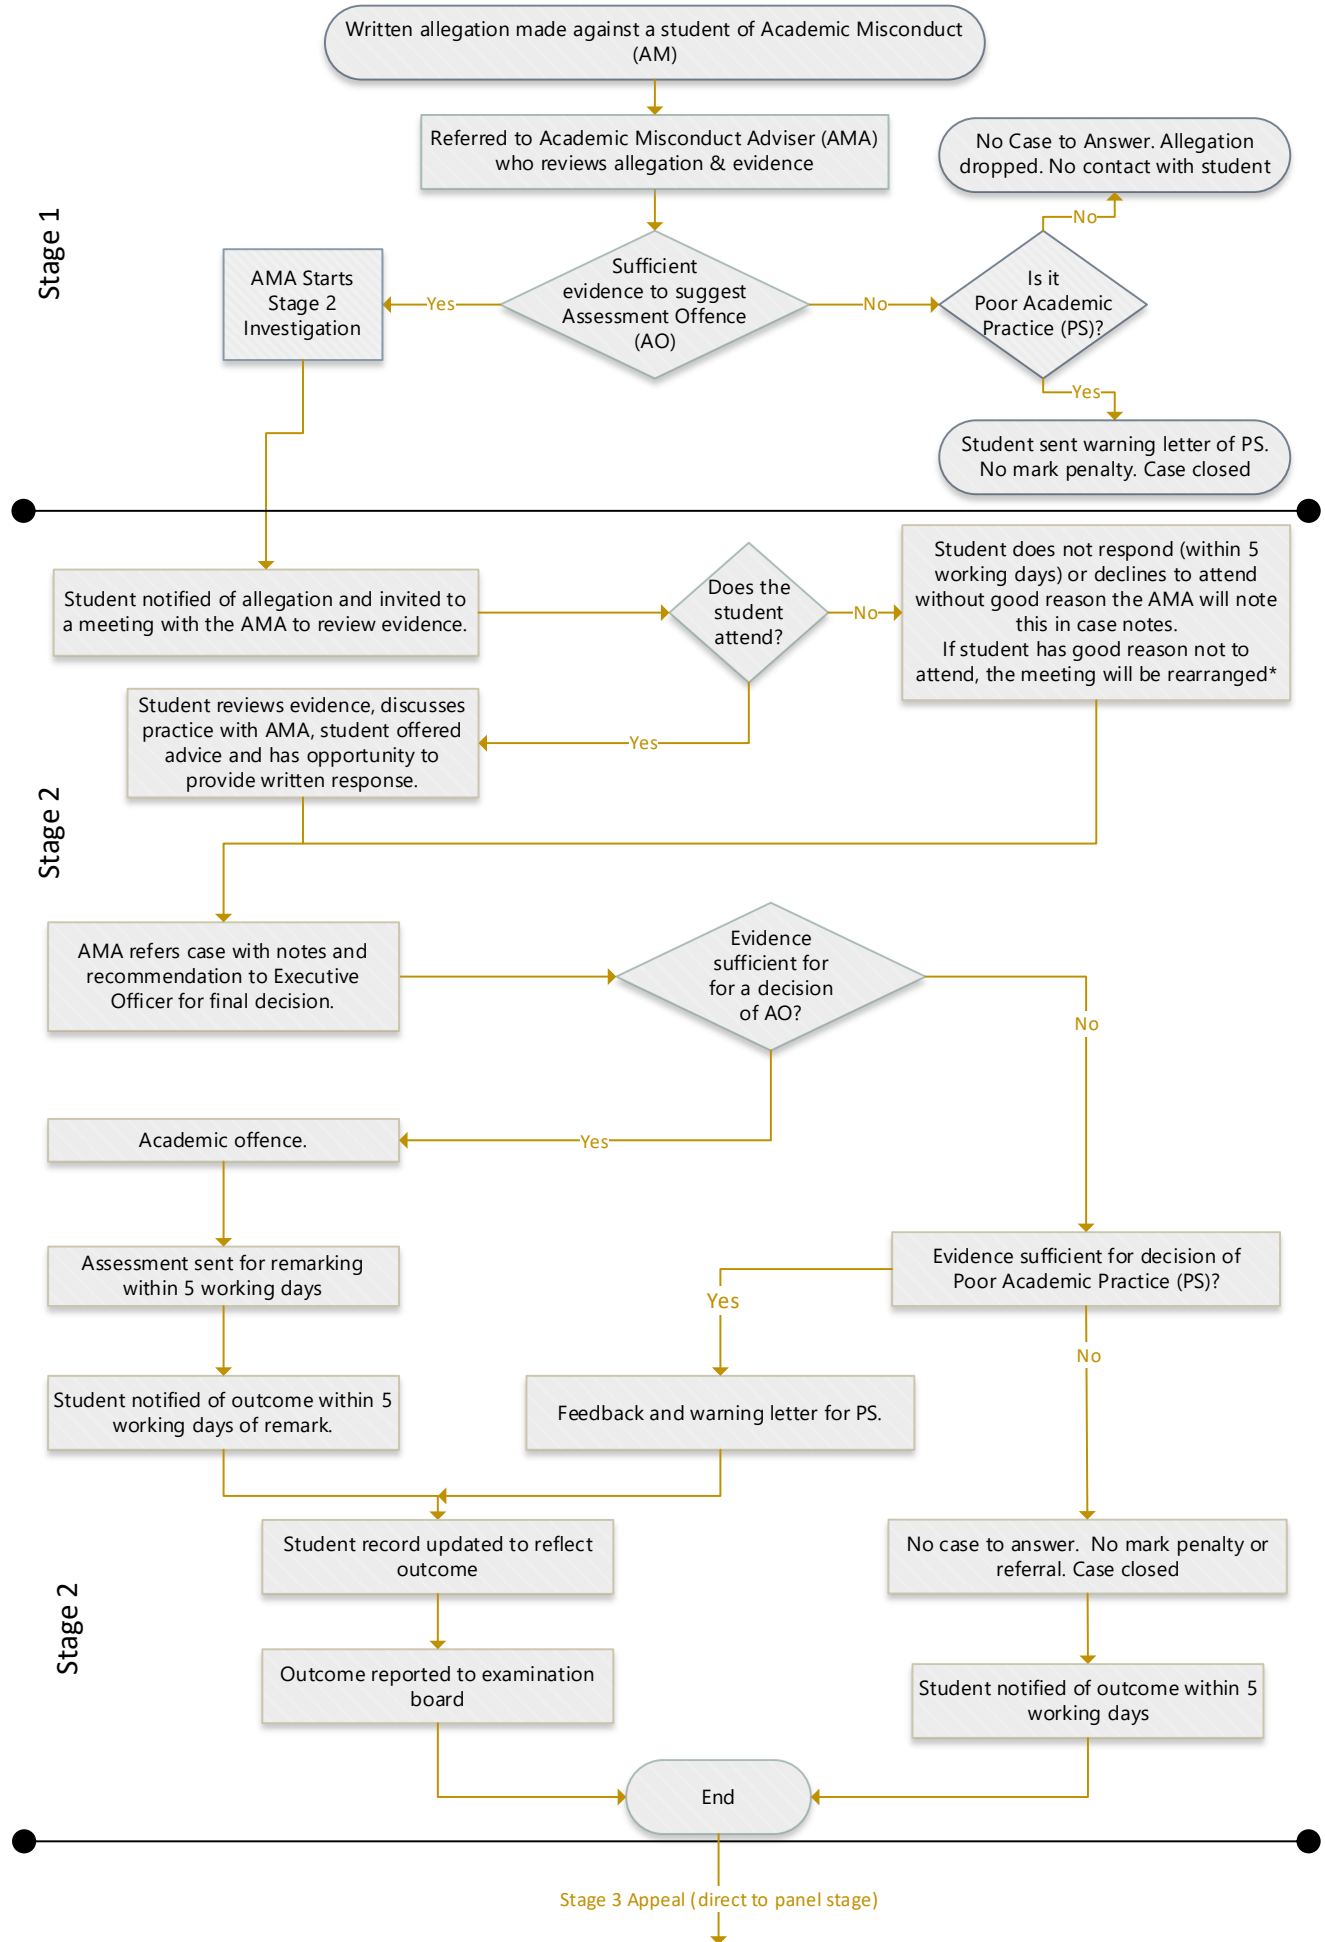 Written allegation made against a student of Academic Misconduct
(AM)
Referred to Academic Misconduct Adviser (AMA)
who reviews allegation & evidence
No Case to Answer. Allegation
dropped. No contact with student
No
Stage 1
AMA Starts
Stage 2
Investigation
Yes
Sufficient
evidence to suggest
Assessment Offence
(AO)
No
Is it
Poor Academic
Practice (PS)?
Yes
Student sent warning letter of PS.
No mark penalty. Case closed
Student notified of allegation and invited to
a meeting with the AMA to review evidence.
Does the
student
attend?
No
Student does not respond (within 5
working days) or declines to attend
without good reason the AMA will note
this in case notes.
If student has good reason not to
attend, the meeting will be rearranged*
Student reviews evidence, discusses
practice with AMA, student offered
advice and has opportunity to
provide written response.
Yes
Stage 2
AMA refers case with notes and
recommendation to Executive
Officer for final decision.
Evidence
sufficient for
for a decision
of AO?
No
Academic offence.
Yes
Assessment sent for remarking
within 5 working days
Evidence sufficient for decision of
Poor Academic Practice (PS)?
Yes
No
Student notified of outcome within 5
working days of remark.
Feedback and warning letter for PS.
Student record updated to reflect
outcome
No case to answer.  No mark penalty or
referral. Case closed
Stage 2
Outcome reported to examination
board
Student notified of outcome within 5
working days
End
Stage 3 Appeal (direct to panel stage)